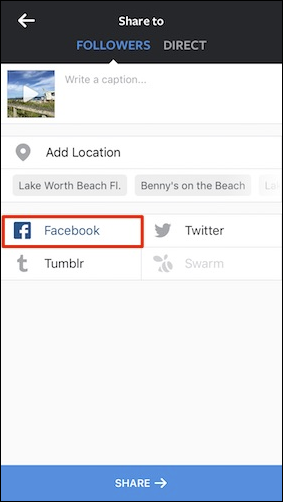 Share to
FOLLOWERS DIRECT
Write a caption...
Add Location
Lake Worth Beach Fl. Benny's on the Beach La
Facebook Twitter
Tumblr Swarm
SHARE →